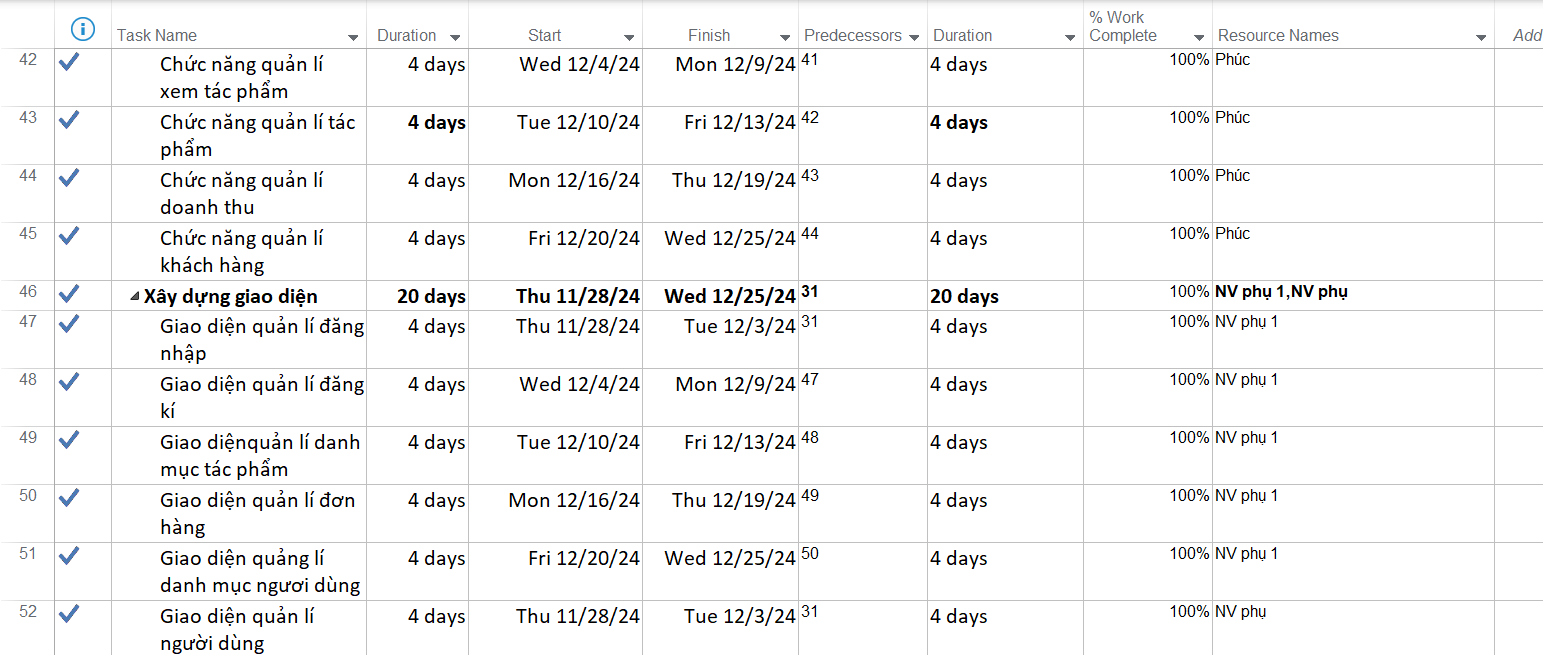 % Work
Task Name Duration Start Finish Predecessors Duration Complete Resource Names Add
42 Chức năng quản lí 4 days Wed 12/4/24 Mon 12/9/24 41 4 days 100% Phúc
xem tác phẩm
43 Chức năng quản lí tác 4 days Tue 12/10/24 Fri 12/13/24 42 4 days 100% Phúc
phẩm
44 Chức năng quản lí 4 days Mon 12/16/24 Thu 12/19/24 43 4 days 100% Phúc
doanh thu
45 Chức năng quản lí 4 days Fri 12/20/24 Wed 12/25/24 44 4 days 100% Phúc
khách hàng
46 Xây dựng giao diện 20 days Thu 11/28/24 Wed 12/25/24 31 20 days 100% NV phụ 1,NV phụ
47 Giao diện quản lí đăng 4 days Thu 11/28/24 Tue 12/3/24 31 4 days 100% NV phụ 1
nhập
48 Giao diện quản lí đăng 4 days Wed 12/4/24 Mon 12/9/24 47 4 days 100% NV phụ 1
kí
49 Giao diệnquản lí danh 4 days Tue 12/10/24 Fri 12/13/24 48 4 days 100% NV phụ 1
mục tác phẩm
50 Giao diện quản lí đơn 4 days Mon 12/16/24 Thu 12/19/24 49 4 days 100% NV phụ 1
hàng
51 Giao diện quảng lí 4 days Fri 12/20/24 Wed 12/25/24 50 4 days 100% NV phụ 1
danh mục ngươi dùng
52 Giao diện quản lí 4 days Thu 11/28/24 Tue 12/3/24 31 4 days 100% NV phụ
người dùng